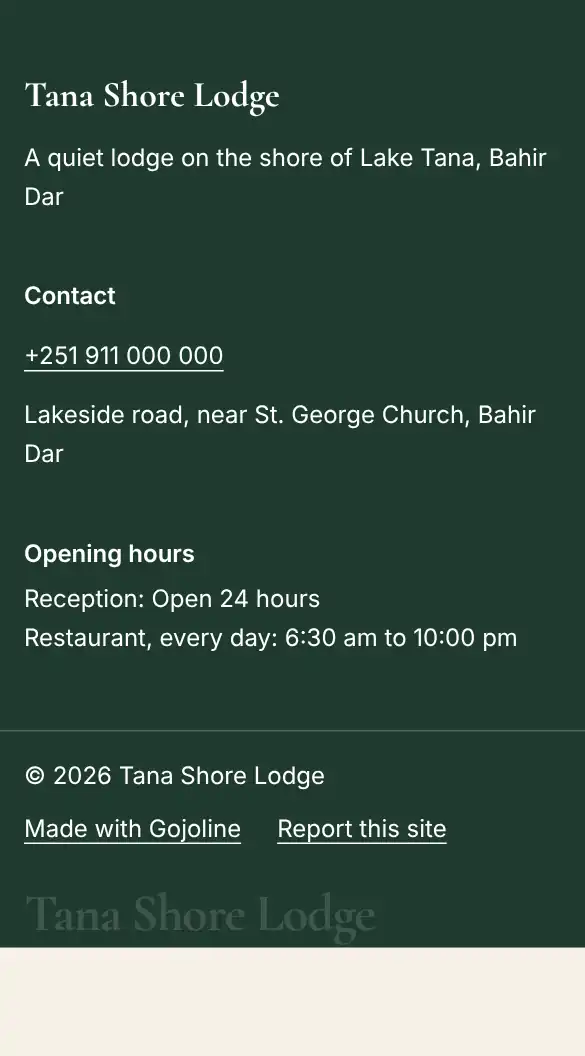 Tana Shore Lodge
A quiet lodge on the shore of Lake Tana, Bahir
Dar
Contact
+251 911 000 000
Lakeside road, near St. George Church, Bahir
Dar
Opening hours
Reception: Open 24 hours
Restaurant, every day: 6:30 am to 10:00 pm
© 2026 Tana Shore Lodge
Made with Gojoline Report this site
Tana Shore Lodge